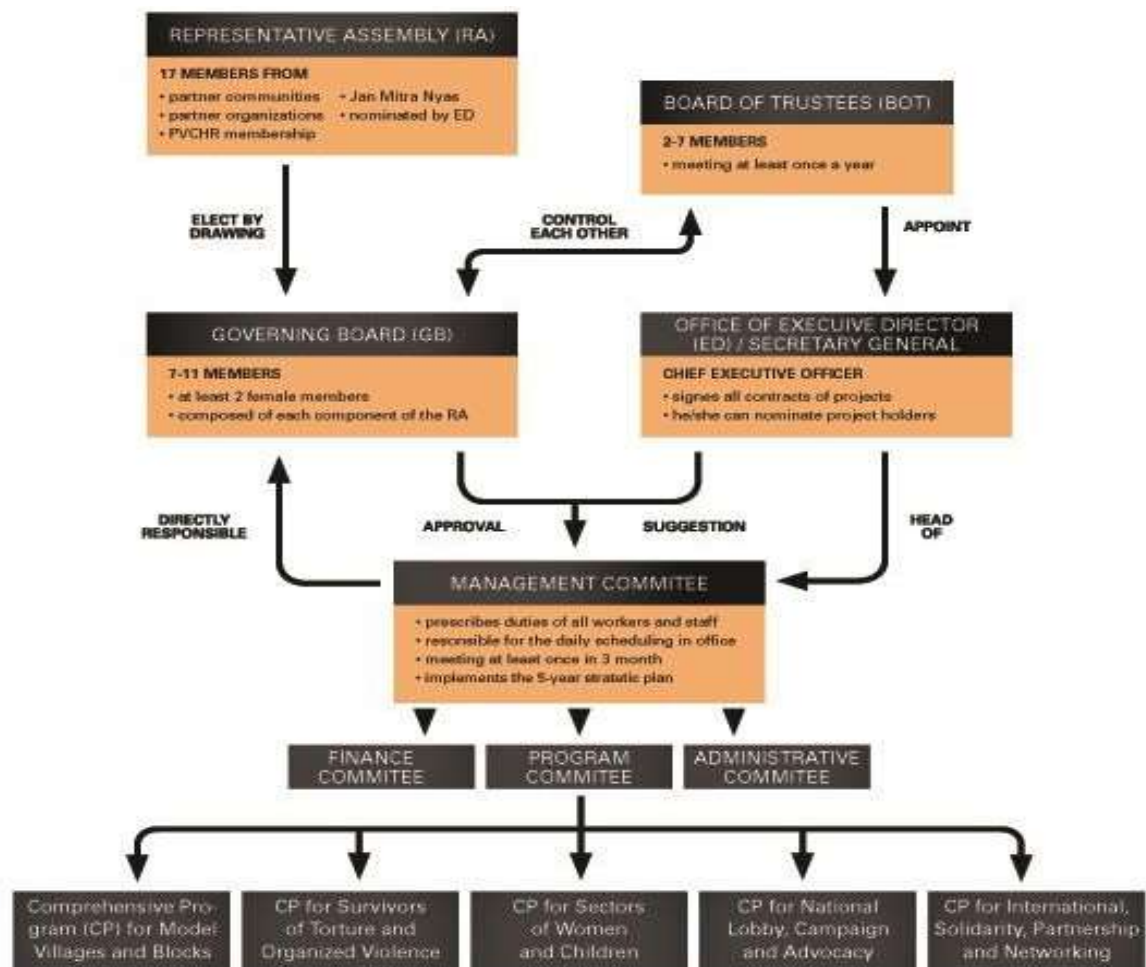 REPRESENTATIVE ASSEMBLY (RA)
17 MEMBERS FROM
• partner communities • Jan Mitra Nyas
• partner organizations • nominated by ED
• PVCHR membership
BOARD OF TRUSTEES (BOT)
2-7 MEMBERS
• meeting at least once a year
ELECT BY
DRAWING
CONTROL
EACH OTHER
APPOINT
GOVERNING BOARD (GB)
7-11 MEMBERS
• at least 2 female members
• composed of each component of the RA
OFFICE OF EXECUIVE DIRECTOR
(ED) / SECRETARY GENERAL
CHIEF EXECUTIVE OFFICER
• signes all contracts of projects
• he/she can nominate project holders
DIRECTLY
RESPONSIBLE
APPROVAL
SUGGESTION
HEAD
OF
MANAGEMENT COMMITEE
• prescribes duties of all workers and staff
• resonsible for the daily scheduling in office
• meeting at least once in 3 month
• implements the 5-year stratetic plan
FINANCE
COMMITEE
PROGRAM
COMMITEE
ADMINISTRATIVE
COMMITEE
Comprehensive Pro-
gram (CP) for Model
Villages and Blocks
CP for Survivors
of Torture and
Organized Violence
CP for Sectors
of Women
and Children
CP for National
Lobby, Campaign
and Advocacy
CP for International,
Solidarity, Partnership
and Networking